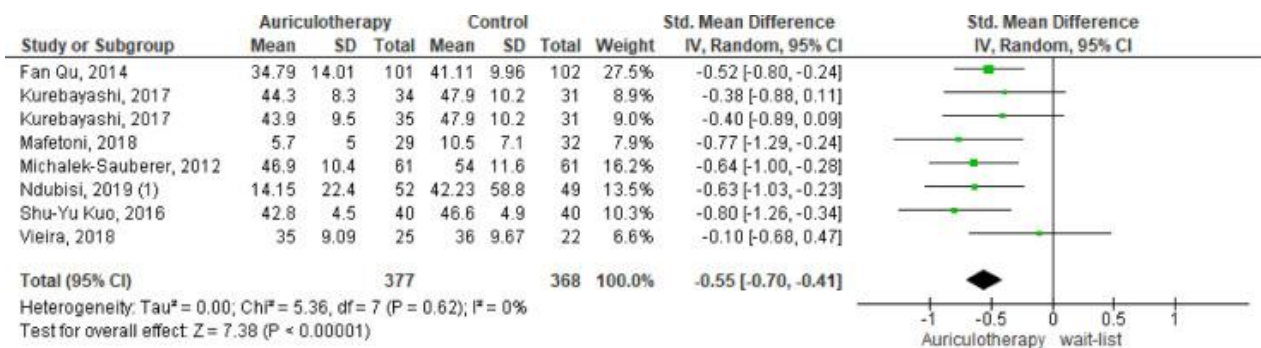 Auriculotherapy Control Std. Mean Difference Std. Mean Difference
Study or Subgroup Mean SD Total Mean SD Total Weight IV, Random, 95% CI IV, Random, 95% CI
Fan Qu, 2014 34.79 14.01 101 41.11 9.96 102 27.5% -0.52 [-0.80, -0.24]
Kurebayashi, 2017 44.3 8.3 34 47.9 10.2 31 8.9% -0.38 [-0.88, 0.11]
Kurebayashi, 2017 43.9 9.5 35 47.9 10.2 31 9.0% -0.40 [-0.89, 0.09]
Mafetoni, 2018 5.7 5 29 10.5 7.1 32 7.9% -0.77 [-1.29, -0.24]
Michalek-Sauberer, 2012 46.9 10.4 61 54 11.6 61 16.2% -0.64 [-1.00, -0.28]
Ndubisi, 2019 (1) 14.15 22.4 52 42.23 58.8 49 13.5% -0.63 [-1.03, -0.23]
Shu-Yu Kuo, 2016 42.8 4.5 40 46.6 4.9 40 10.3% -0.80 [-1.26, -0.34]
Vieira, 2018 35 9.09 25 36 9.67 22 6.6% -0.10 [-0.68, 0.47]
Total (95% CI) 377 368 100.0% -0.55 [-0.70, -0.41]
Heterogeneity: Tau² = 0.00; Chi² = 5.36, df = 7 (P = 0.62); I² = 0%
Test for overall effect: Z = 7.38 (P < 0.00001)
-1 -0.5 0 0.5 1
Auriculotherapy wait-list